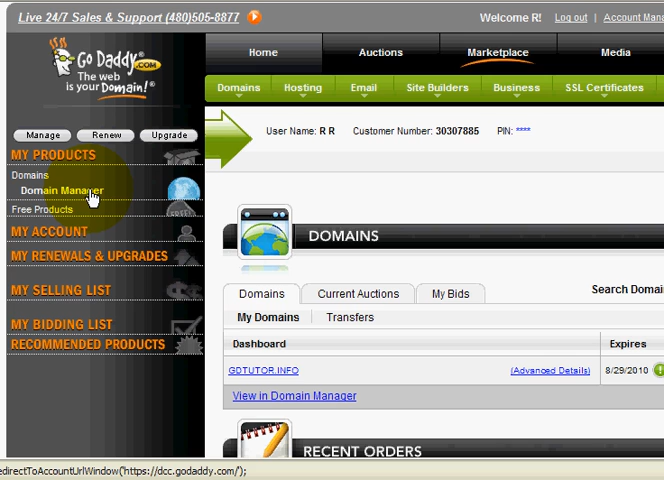 Live 24/7 Sales & Support (480)505-8877
Welcome R! Log out | Account Mana
Go Daddy.COM
The web
is your Domain!
Home Auctions Marketplace Media
Domains Hosting Email Site Builders Business SSL Certificates
User Name: R R Customer Number: 30307885 PIN: ****
Manage Renew Upgrade
MY PRODUCTS
Domains
Domain Manager
Free Products
FREE!
MY ACCOUNT
MY RENEWALS & UPGRADES
MY SELLING LIST
MY BIDDING LIST
RECOMMENDED PRODUCTS
DOMAINS
Domains Current Auctions My Bids Search Domai
My Domains | Transfers
Dashboard Expires
GDTUTOR.INFO (Advanced Details) 8/29/2010
View in Domain Manager
RECENT ORDERS
edirectToAccountUrlWindow('https://dcc.godaddy.com/');